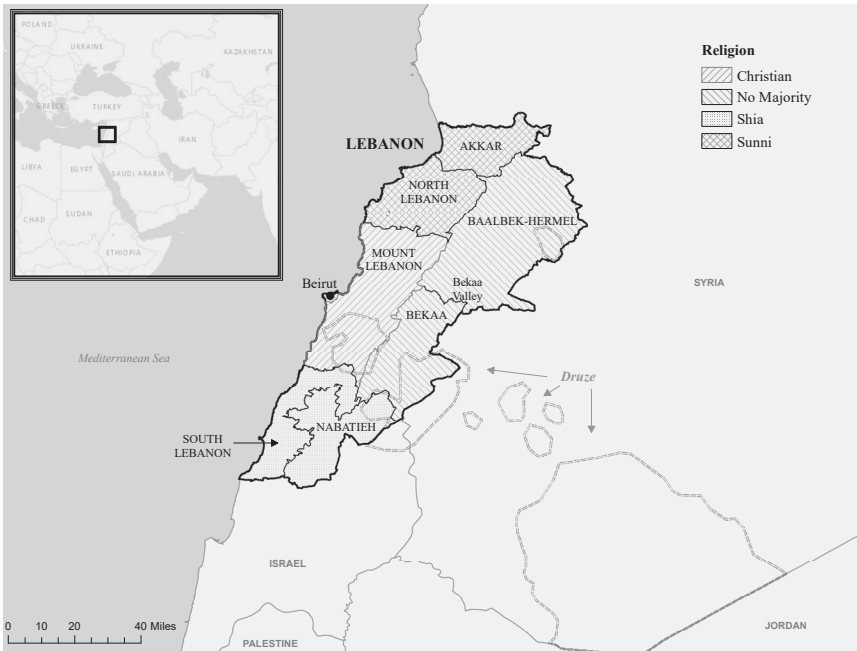 POLAND
UKRAINE
KAZAKHSTAN
GREECE
TURKEY
IRAN
LIBYA
EGYPT
SAUDI ARABIA
CHAD
SUDAN
ETHIOPIA
Religion
Christian
No Majority
Shia
Sunni
LEBANON
AKKAR
NORTH
LEBANON
BAALBEK-HERMEL
MOUNT
LEBANON
Beirut
Bekaa
Valley
BEKAA
SYRIA
Mediterranean Sea
Druze
NABATIEH
SOUTH
LEBANON
ISRAEL
0 10 20 40 Miles
PALESTINE
JORDAN